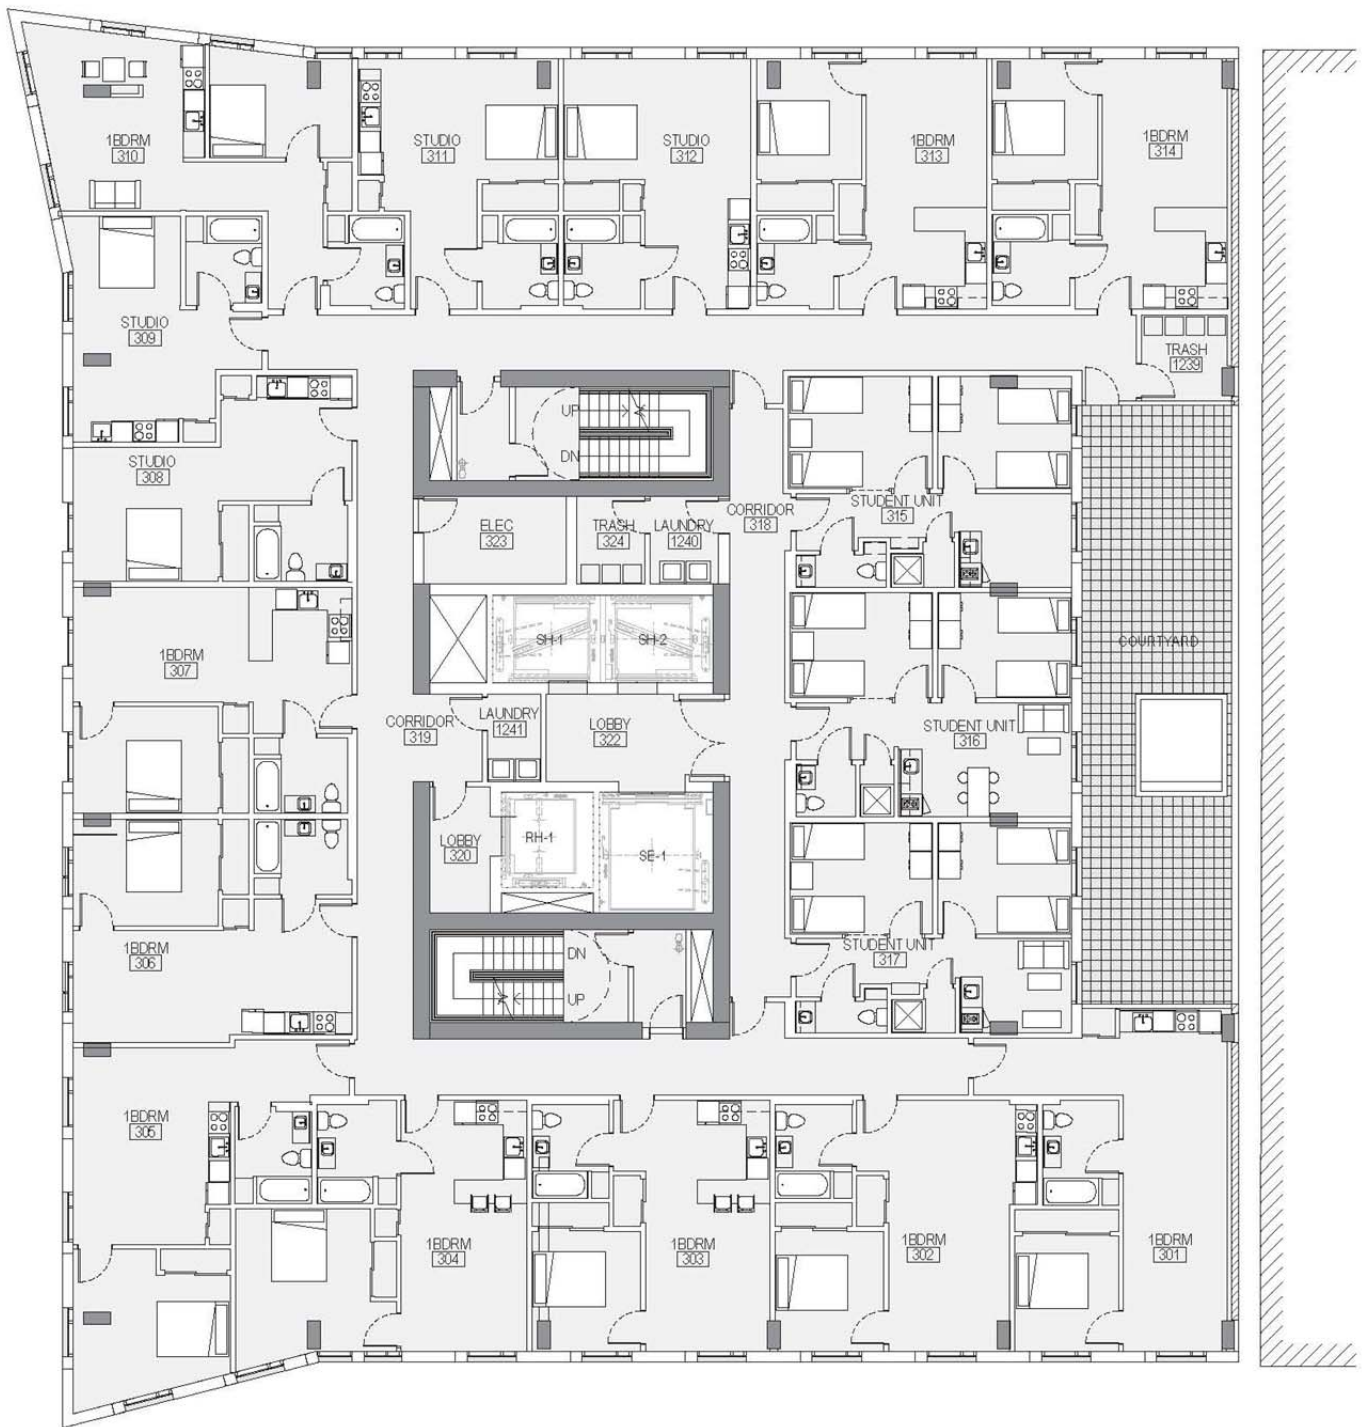 1BDRM
310
STUDIO
311
STUDIO
312
1BDRM
313
1BDRM
314
STUDIO
309
TRASH
1239
UP
DN
STUDIO
308
ELEC
323
TRASH
324
LAUNDRY
1240
CORRIDOR
318
STUDENT UNIT
315
SH-1
SH-2
COURTYARD
1BDRM
307
CORRIDOR
319
LAUNDRY
1241
LOBBY
322
STUDENT UNIT
316
LOBBY
320
RH-1
SE-1
1BDRM
306
DN
UP
STUDENT UNIT
317
1BDRM
305
1BDRM
304
1BDRM
303
1BDRM
302
1BDRM
301